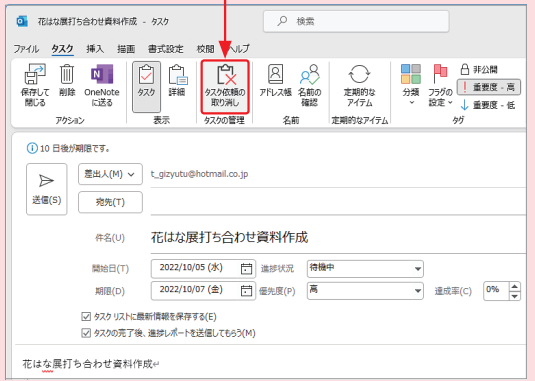 花はな展打ち合わせ資料作成 - タスク
検索
ファイル タスク 挿入 描画 書式設定 校閲 ヘルプ
保存して閉じる 削除 OneNoteに送る タスク 詳細 タスク依頼の取り消し アドレス帳 名前の確認 定期的なアイテム 分類 フラグの設定 非公開 重要度 - 高 重要度 - 低
アクション 表示 タスクの管理 名前 定期的なアイテム タグ
10 日後が期限です。
送信(S) 差出人(M) t_gizyutu@hotmail.co.jp
宛先(T)
件名(U) 花はな展打ち合わせ資料作成
開始日(T) 2022/10/05 (水) 進捗状況 待機中
期限(D) 2022/10/07 (金) 優先度(P) 高 達成率(C) 0%
タスク リストに最新情報を保存する(E)
タスクの完了後、進捗レポートを送信してもらう(M)
花はな展打ち合わせ資料作成↵